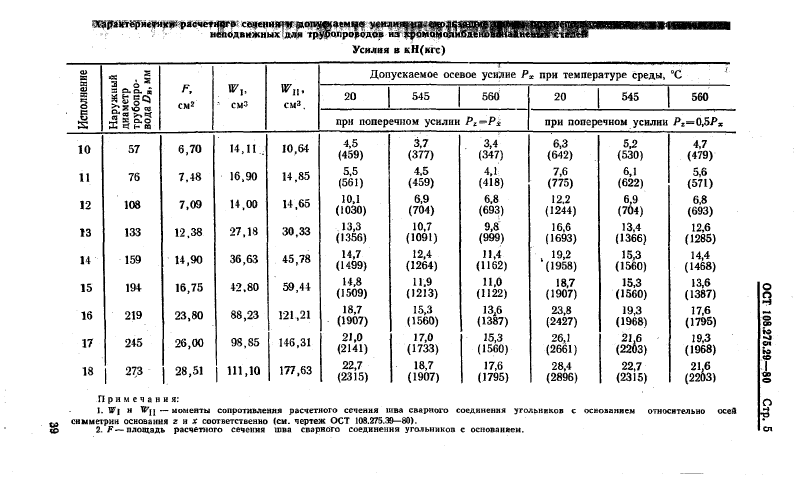 Характеристики расчетного сечения и допускаемые усилия на
неподвижных для трубопроводов из хромомолибденованадиевых сталей
Усилия в кН(кгс)
Исполнение | Наружный диаметр трубопровода Dн, мм | F, см² | WI, см³ | WII, см³ | Допускаемое осевое усилие Px при температуре среды, °С
20 | 545 | 560 | 20 | 545 | 560
при поперечном усилии Pz=Px | при поперечном усилии Pz=0,5Px
10 | 57 | 6,70 | 14,11 | 10,64 | 4,5 (459) | 3,7 (377) | 3,4 (347) | 6,3 (642) | 5,2 (530) | 4,7 (479)
11 | 76 | 7,48 | 16,90 | 14,85 | 5,5 (561) | 4,5 (459) | 4,1 (418) | 7,6 (775) | 6,1 (622) | 5,6 (571)
12 | 108 | 7,09 | 14,00 | 14,65 | 10,1 (1030) | 6,9 (704) | 6,8 (693) | 12,2 (1244) | 6,9 (704) | 6,8 (693)
13 | 133 | 12,38 | 27,18 | 30,33 | 13,3 (1356) | 10,7 (1091) | 9,8 (999) | 16,6 (1693) | 13,4 (1366) | 12,6 (1285)
14 | 159 | 14,90 | 36,63 | 45,78 | 14,7 (1499) | 12,4 (1264) | 11,4 (1162) | 19,2 (1958) | 15,3 (1560) | 14,4 (1468)
15 | 194 | 16,75 | 42,80 | 59,44 | 14,8 (1509) | 11,9 (1213) | 11,0 (1122) | 18,7 (1907) | 15,3 (1560) | 13,6 (1387)
16 | 219 | 23,80 | 88,23 | 121,21 | 18,7 (1907) | 15,3 (1560) | 13,6 (1387) | 23,8 (2427) | 19,3 (1968) | 17,6 (1795)
17 | 245 | 26,00 | 98,85 | 146,31 | 21,0 (2141) | 17,0 (1733) | 15,3 (1560) | 26,1 (2661) | 21,6 (2203) | 19,3 (1968)
18 | 273 | 28,51 | 111,10 | 177,63 | 22,7 (2315) | 18,7 (1907) | 17,6 (1795) | 28,4 (2896) | 22,7 (2315) | 21,6 (2203)
Примечания:
1. WI и WII — моменты сопротивления расчетного сечения шва сварного соединения угольников с основанием относительно осей
симметрии основания z и x соответственно (см. чертеж ОСТ 108.275.39—80).
2. F — площадь расчетного сечения шва сварного соединения угольников с основанием.
ОСТ 108.275.29—80 Стр. 5
39